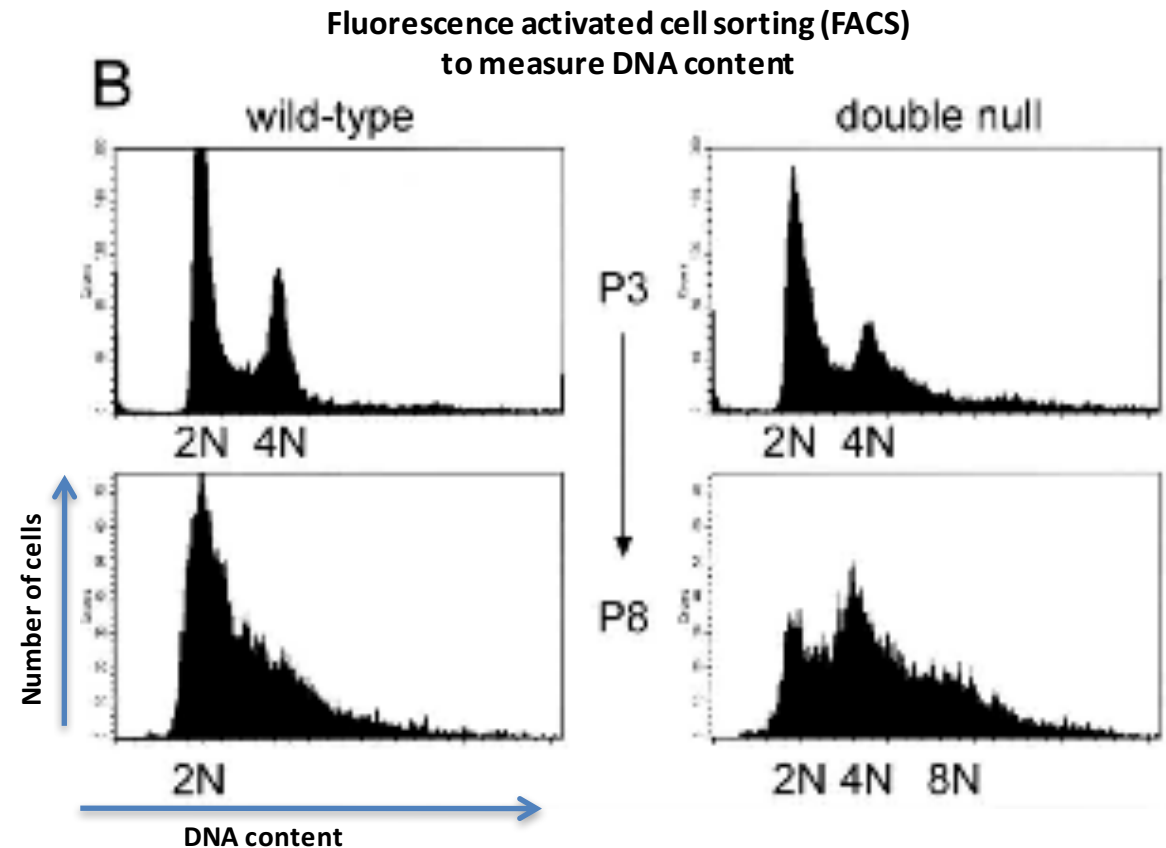 Fluorescence activated cell sorting (FACS)
to measure DNA content
B
wild-type
double null
P3
2N 4N
2N 4N
Number of cells
P8
2N
2N 4N 8N
DNA content